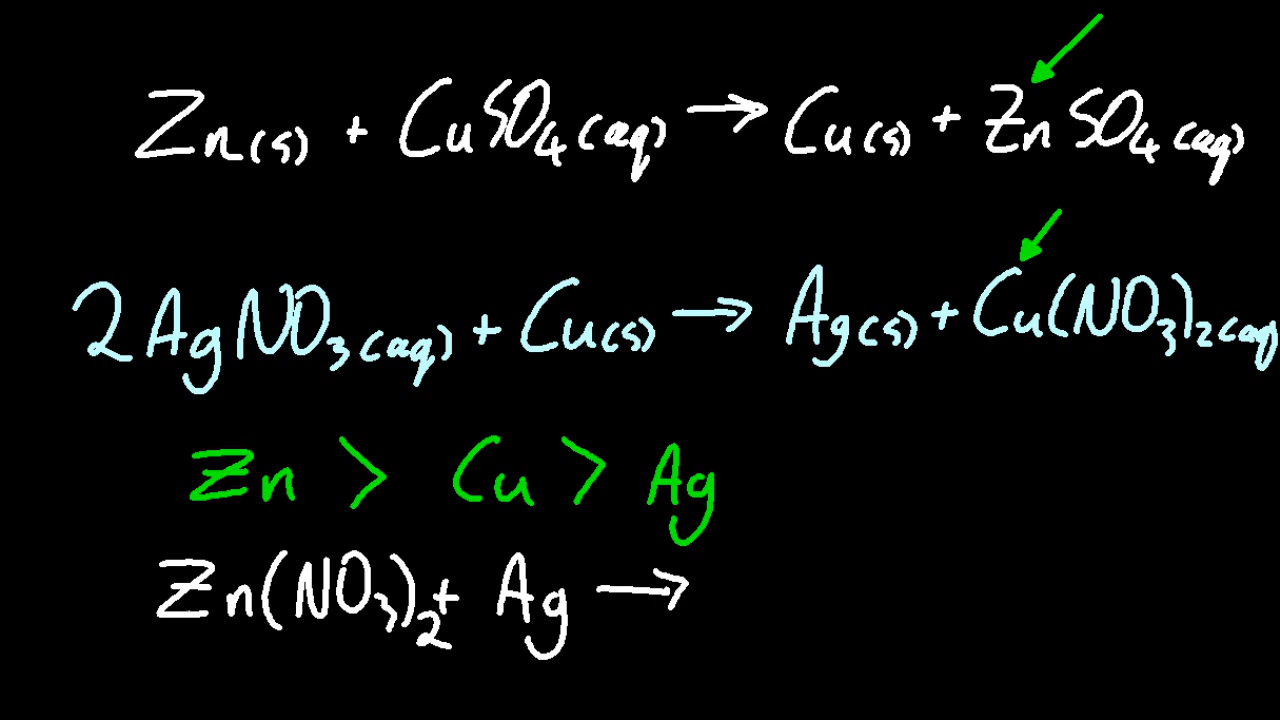 Zn(s) + CuSO4(aq) → Cu(s) + ZnSO4(aq)
2AgNO3(aq) + Cu(s) → Ag(s) + Cu(NO3)2(aq
Zn > Cu > Ag
Zn(NO3)2 + Ag →